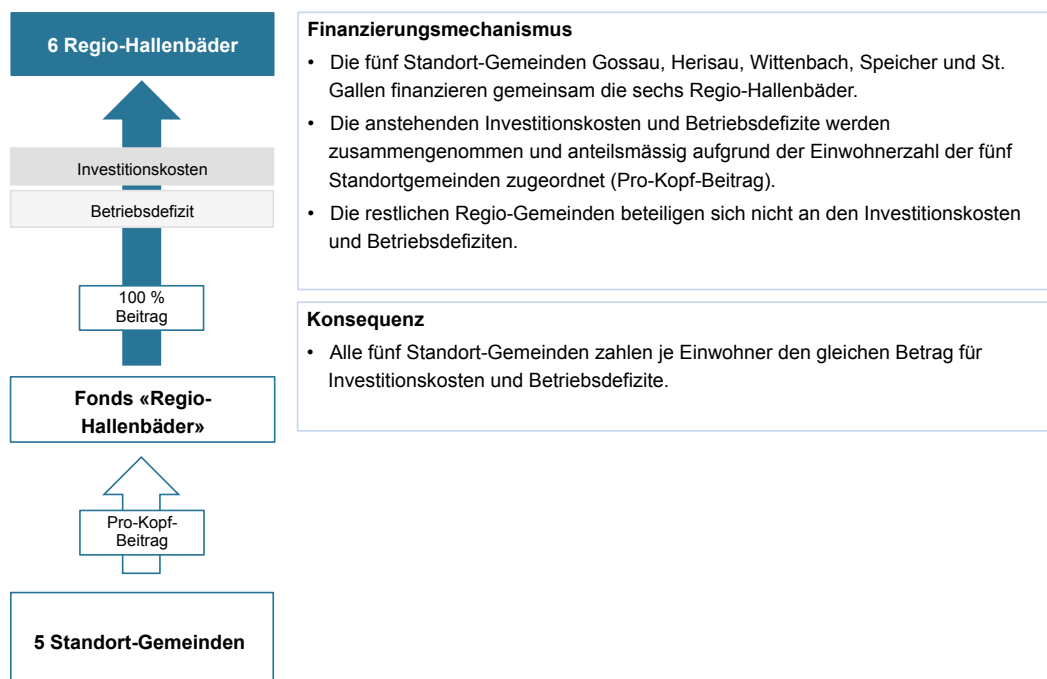 6 Regio-Hallenbäder
Investitionskosten
Betriebsdefizit
100 %
Beitrag
Fonds «Regio-
Hallenbäder»
Pro-Kopf-
Beitrag
5 Standort-Gemeinden
Finanzierungsmechanismus
• Die fünf Standort-Gemeinden Gossau, Herisau, Wittenbach, Speicher und St.
Gallen finanzieren gemeinsam die sechs Regio-Hallenbäder.
• Die anstehenden Investitionskosten und Betriebsdefizite werden
zusammengenommen und anteilsmässig aufgrund der Einwohnerzahl der fünf
Standortgemeinden zugeordnet (Pro-Kopf-Beitrag).
• Die restlichen Regio-Gemeinden beteiligen sich nicht an den Investitionskosten
und Betriebsdefiziten.
Konsequenz
• Alle fünf Standort-Gemeinden zahlen je Einwohner den gleichen Betrag für
Investitionskosten und Betriebsdefizite.